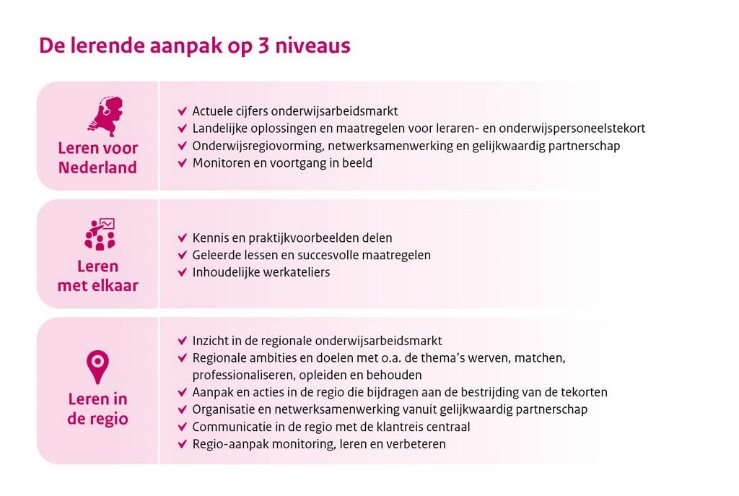 De lerende aanpak op 3 niveaus
Leren voor
Nederland
Actuele cijfers onderwijsarbeidsmarkt
Landelijke oplossingen en maatregelen voor leraren- en onderwijspersoneelstekort
Onderwijsregiovorming, netwerksamenwerking en gelijkwaardig partnerschap
Monitoren en voortgang in beeld
Leren
met elkaar
Kennis en praktijkvoorbeelden delen
Geleerde lessen en succesvolle maatregelen
Inhoudelijke werkateliers
Leren in
de regio
Inzicht in de regionale onderwijsarbeidsmarkt
Regionale ambities en doelen met o.a. de thema's werven, matchen,
professionaliseren, opleiden en behouden
Aanpak en acties in de regio die bijdragen aan de bestrijding van de tekorten
Organisatie en netwerksamenwerking vanuit gelijkwaardig partnerschap
Communicatie in de regio met de klantreis centraal
Regio-aanpak monitoring, leren en verbeteren